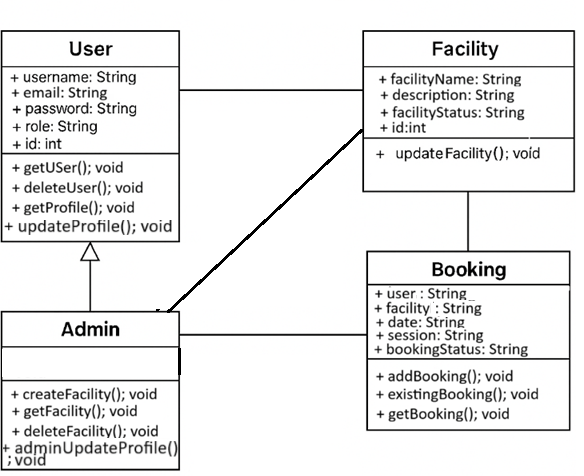 User
+ username: String
+ email: String
+ password: String
+ role: String
+ id: int
+ getUSer(); void
+ deleteUser(); void
+ getProfile(); void
+ updateProfile(); void
Facility
+ facilityName: String
+ description: String
+ facilityStatus: String
+ id:int
+ updateFacility(); void
Admin
+ createFacility(); void
+ getFacility(); void
+ deleteFacility(); void
+ adminUpdateProfile()
; void
Booking
+ user : String_
+ facility : String
+ date: String
+ session: String
+ bookingStatus: String
+ addBooking(); void
+ existingBooking(); void
+ getBooking(); void